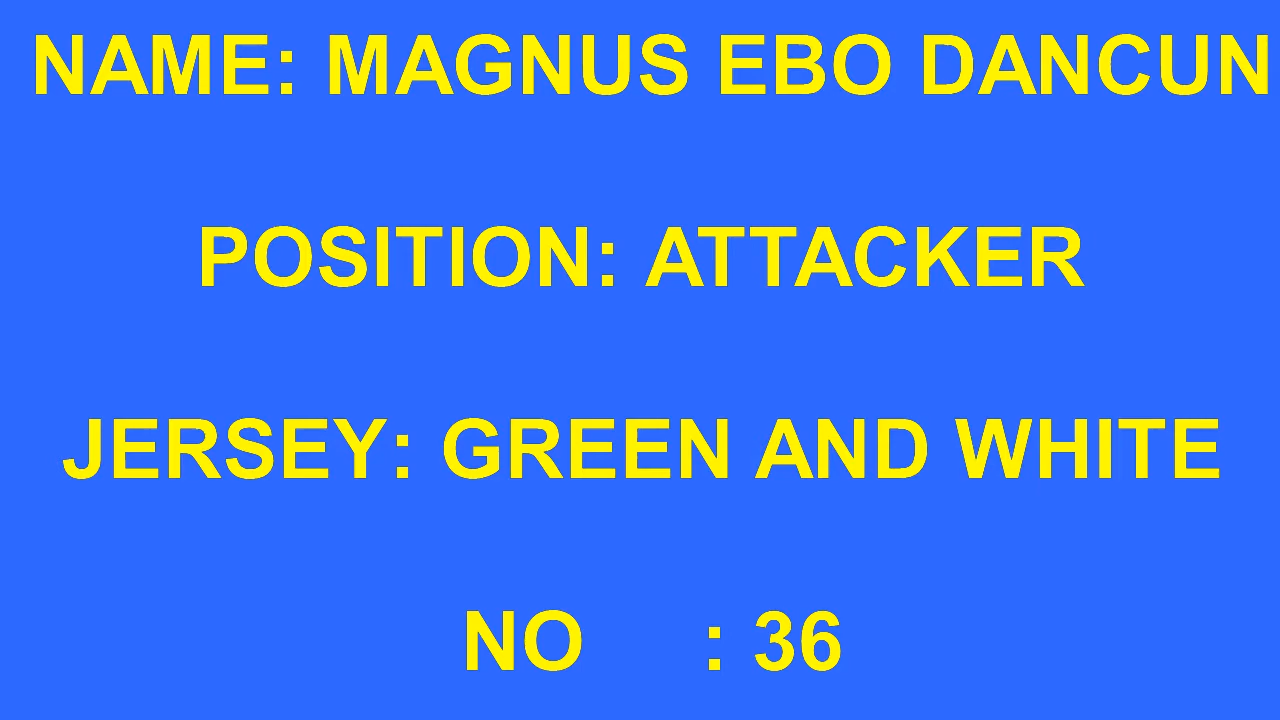 NAME: MAGNUS EBO DANCUN
POSITION: ATTACKER
JERSEY: GREEN AND WHITE
NO : 36